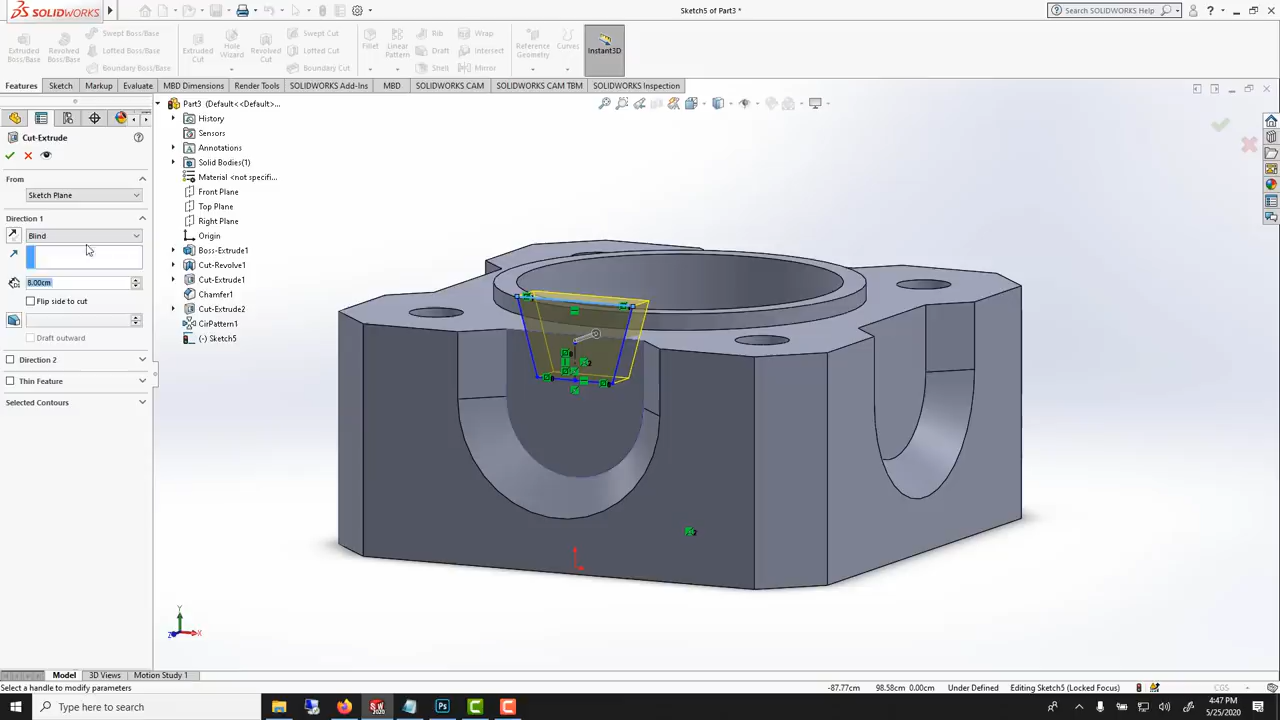 SOLIDWORKS
Sketch5 of Part3 *
Search SOLIDWORKS Help
Extruded Boss/Base
Revolved Boss/Base
Swept Boss/Base
Lofted Boss/Base
Boundary Boss/Base
Extruded Cut
Hole Wizard
Revolved Cut
Swept Cut
Lofted Cut
Boundary Cut
Fillet
Linear Pattern
Rib
Draft
Shell
Wrap
Intersect
Mirror
Reference Geometry
Curves
Instant3D
Features Sketch Markup Evaluate MBD Dimensions Render Tools SOLIDWORKS Add-Ins MBD SOLIDWORKS CAM SOLIDWORKS CAM TBM SOLIDWORKS Inspection
Cut-Extrude
From
Sketch Plane
Direction 1
Blind
8.00cm
Flip side to cut
Draft outward
Direction 2
Thin Feature
Selected Contours
Part3 (Default<<Default>...
History
Sensors
Annotations
Solid Bodies(1)
Material <not specifi...
Front Plane
Top Plane
Right Plane
Origin
Boss-Extrude1
Cut-Revolve1
Cut-Extrude1
Chamfer1
Cut-Extrude2
CirPattern1
(-) Sketch5
Y
X
Z
Model 3D Views Motion Study 1
Select a handle to modify parameters
-87.77cm 98.58cm 0.00cm Under Defined Editing Sketch5 (Locked Focus) CGS
Type here to search
4:47 PM
5/25/2020